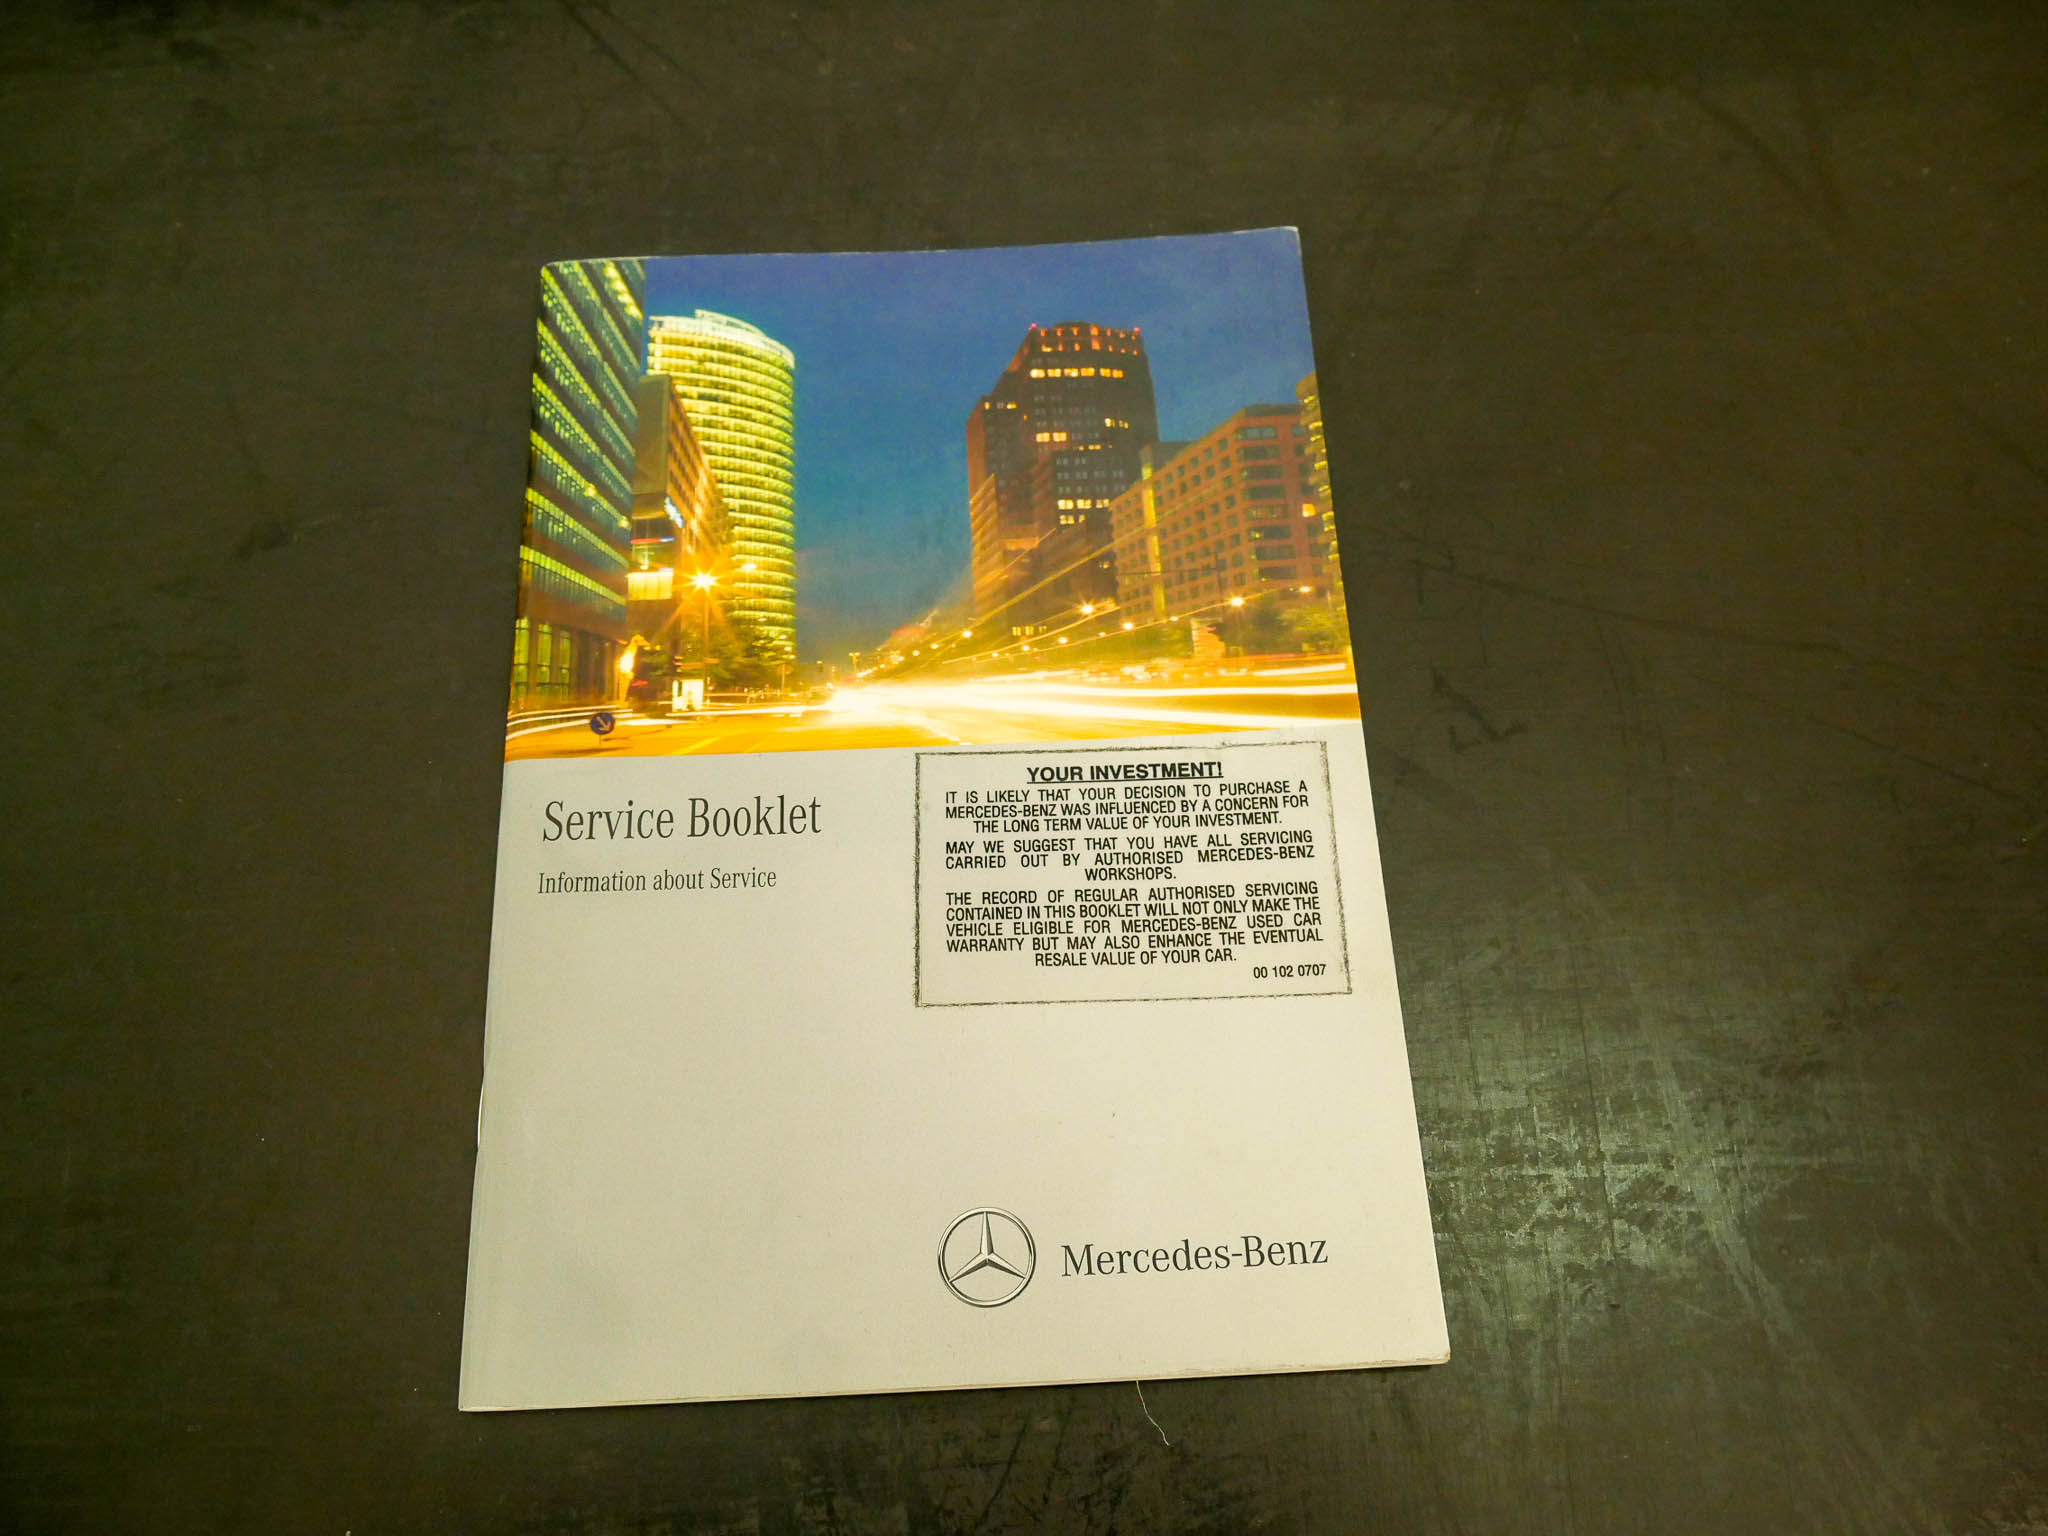 Service Booklet
Information about Service
YOUR INVESTMENT!
IT IS LIKELY THAT YOUR DECISION TO PURCHASE A
MERCEDES-BENZ WAS INFLUENCED BY A CONCERN FOR
THE LONG TERM VALUE OF YOUR INVESTMENT.
MAY WE SUGGEST THAT YOU HAVE ALL SERVICING
CARRIED OUT BY AUTHORISED MERCEDES-BENZ
WORKSHOPS.
THE RECORD OF REGULAR AUTHORISED SERVICING
CONTAINED IN THIS BOOKLET WILL NOT ONLY MAKE THE
VEHICLE ELIGIBLE FOR MERCEDES-BENZ USED CAR
WARRANTY BUT MAY ALSO ENHANCE THE EVENTUAL
RESALE VALUE OF YOUR CAR.
00 102 0707
Mercedes-Benz